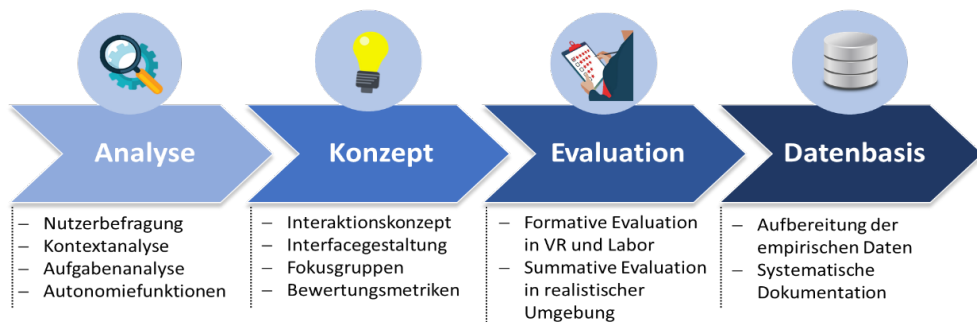 Analyse
Konzept
Evaluation
Datenbasis
– Nutzerbefragung
– Kontextanalyse
– Aufgabenanalyse
– Autonomiefunktionen
– Interaktionskonzept
– Interfacegestaltung
– Fokusgruppen
– Bewertungsmetriken
– Formative Evaluation
in VR und Labor
– Summative Evaluation
in realistischer
Umgebung
– Aufbereitung der
empirischen Daten
– Systematische
Dokumentation